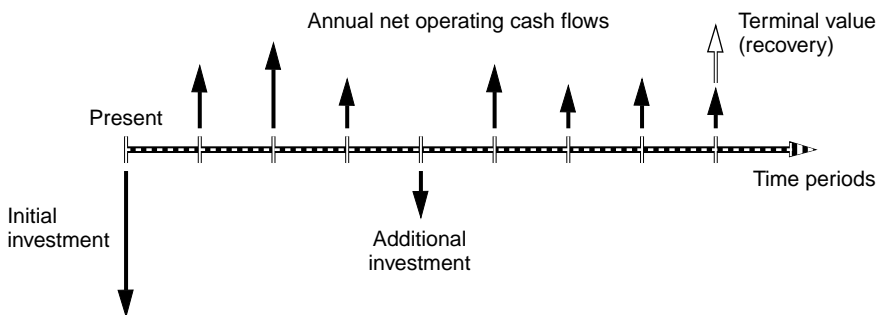 Annual net operating cash flows
Terminal value
(recovery)
Present
Time periods
Initial
investment
Additional
investment